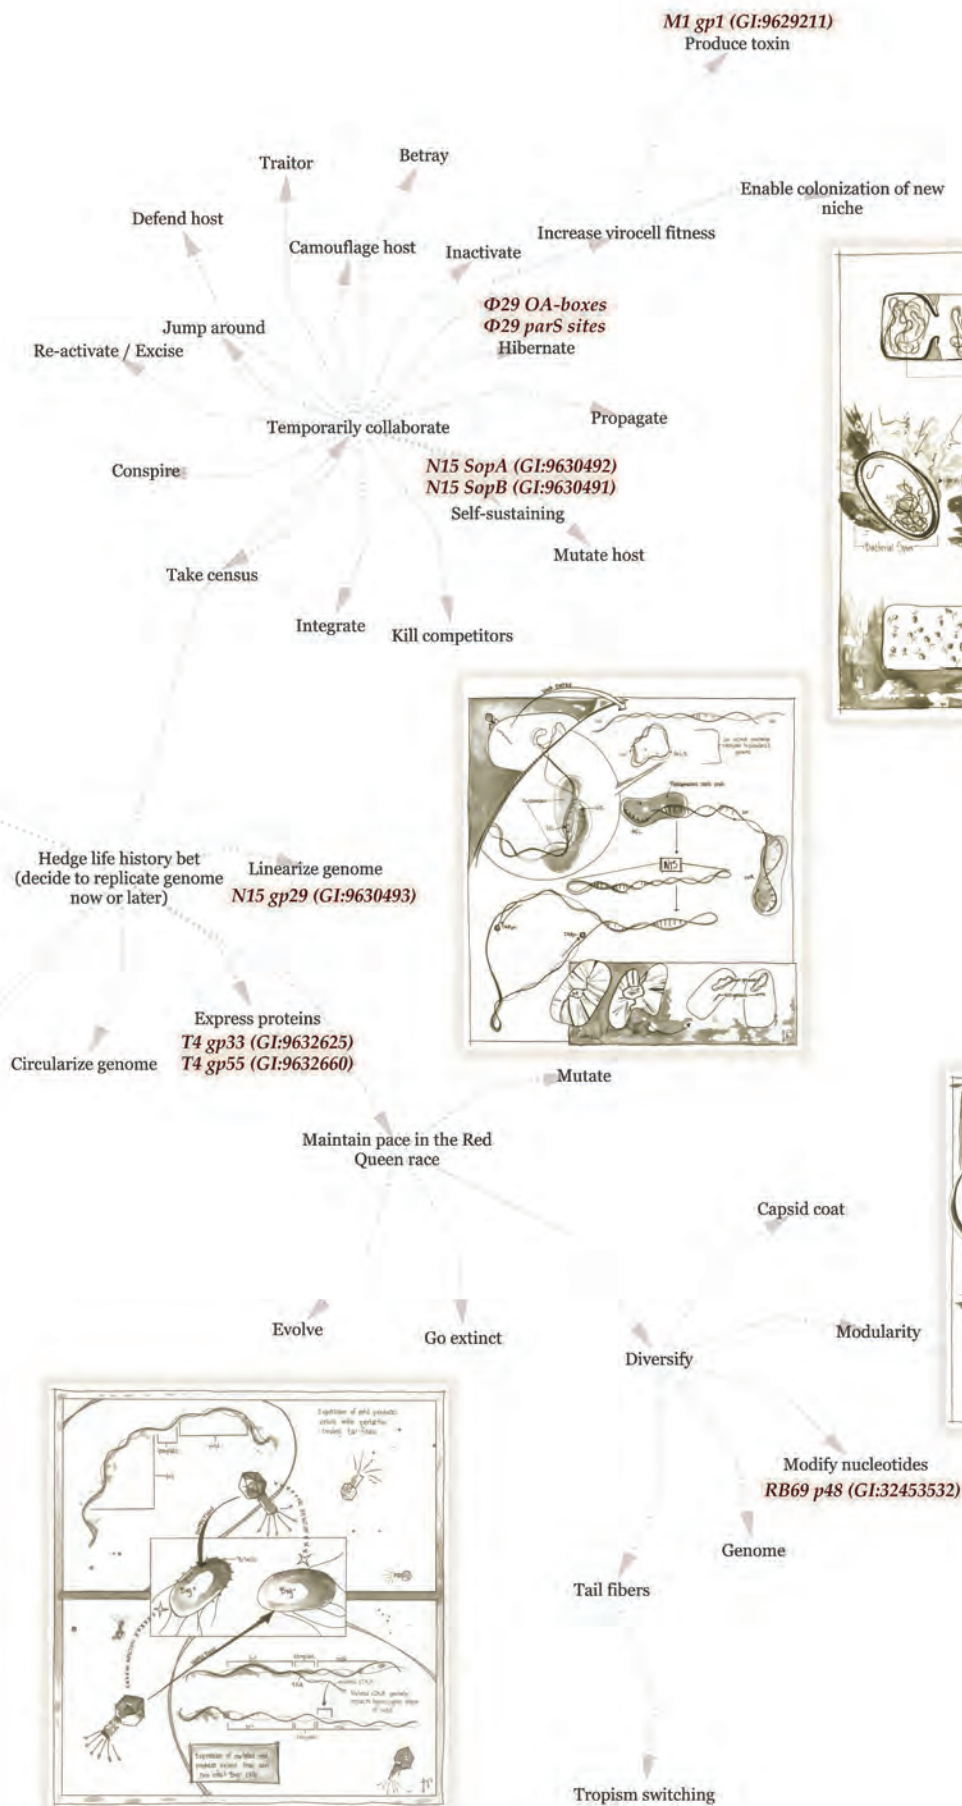 M1 gp1 (GI:9629211)
Produce toxin
Betray
Traitor
Enable colonization of new
niche
Defend host
Increase virocell fitness
Camouflage host
Inactivate
Φ29 OA-boxes
Φ29 parS sites
Hibernate
Jump around
Re-activate / Excise
Propagate
Temporarily collaborate
Conspire
N15 SopA (GI:9630492)
N15 SopB (GI:9630491)
Self-sustaining
Mutate host
Take census
Integrate
Kill competitors
Bacterial Spore
N15
Hedge life history bet
(decide to replicate genome
now or later)
Linearize genome
N15 gp29 (GI:9630493)
Express proteins
T4 gp33 (GI:9632625)
T4 gp55 (GI:9632660)
Circularize genome
Mutate
Maintain pace in the Red
Queen race
Capsid coat
Evolve
Go extinct
Modularity
Diversify
Modify nucleotides
RB69 p48 (GI:32453532)
Genome
Tail fibers
Bvg+
Bvg-
Tropism switching